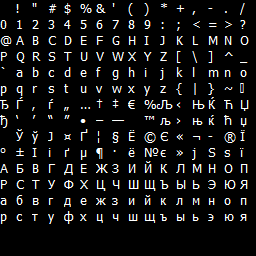 ! " # $ % & ' ( ) * + , - . /
0 1 2 3 4 5 6 7 8 9 : ; < = > ?
@ A B C D E F G H I J K L M N O
P Q R S T U V W X Y Z [ \ ] ^ _
` a b c d e f g h i j k l m n o
p q r s t u v w x y z { | } ~ ▯
Ђ Ѓ ‚ ѓ „ … † ‡ € ‰ Љ ‹ Њ Ќ Ћ Џ
ђ ‘ ’ “ ” • – — ™ љ › њ ќ ћ џ
Ў ў Ј ¤ Ґ ¦ § Ё © Є « ¬ - ® Ї
° ± І і ґ µ ¶ · ё № є » ј Ѕ ѕ ї
А Б В Г Д Е Ж З И Й К Л М Н О П
Р С Т У Ф Х Ц Ч Ш Щ Ъ Ы Ь Э Ю Я
а б в г д е ж з и й к л м н о п
р с т у ф х ц ч ш щ ъ ы ь э ю я